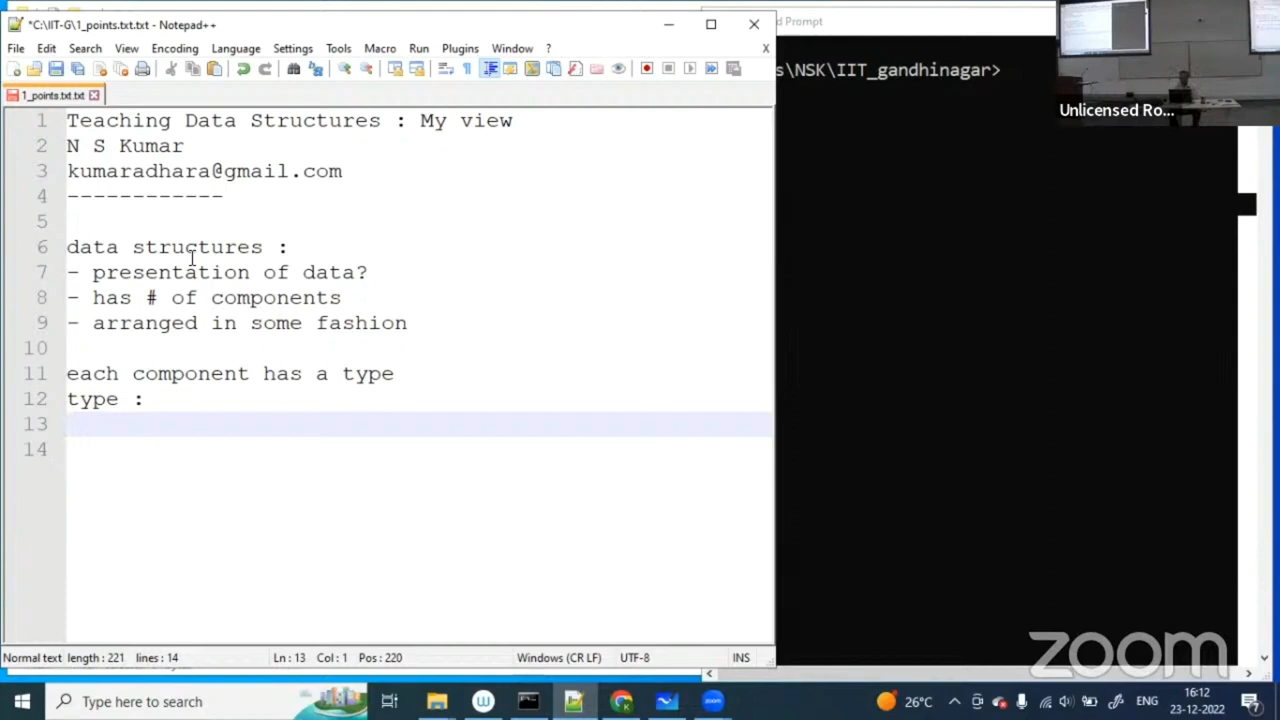 *C:\IIT-G\1_points.txt.txt - Notepad++
File Edit Search View Encoding Language Settings Tools Macro Run Plugins Window ? X
1_points.txt.txt
1 Teaching Data Structures : My view
2 N S Kumar
3 kumaradhara@gmail.com
4 ------------
5
6 data structures :
7 - presentation of data?
8 - has # of components
9 - arranged in some fashion
10
11 each component has a type
12 type :
13
14
Normal text length : 221 lines : 14 Ln : 13 Col : 1 Pos : 220 Windows (CR LF) UTF-8 INS
Prompt
\NSK\IIT_gandhinagar>
Unlicensed Ro...
zoom
Type here to search
26°C ENG 16:12
23-12-2022
7